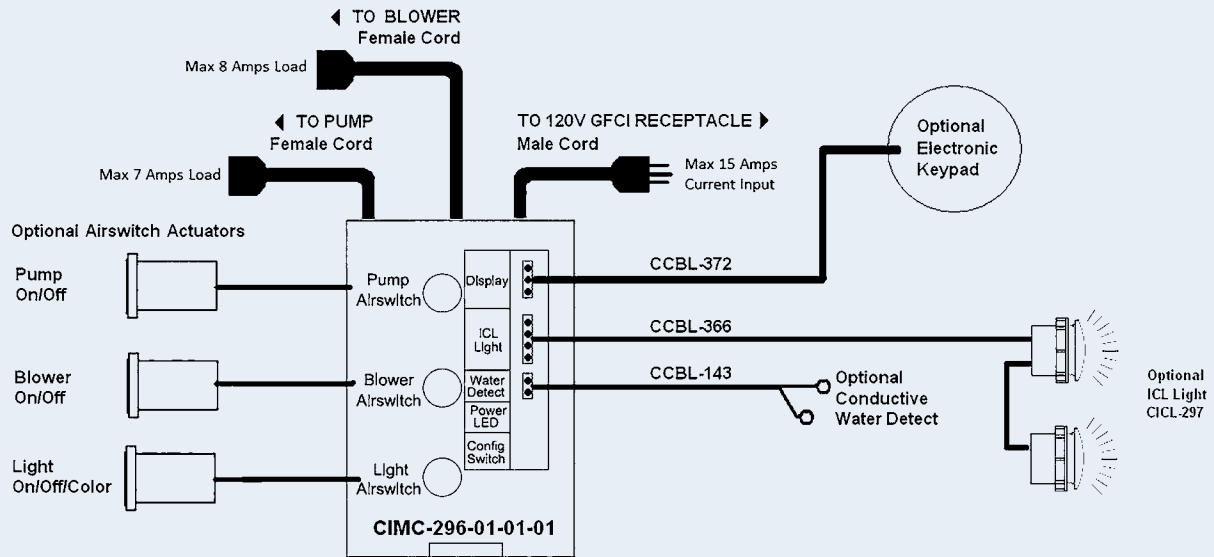 ◀ TO BLOWER
Female Cord
Max 8 Amps Load
◀ TO PUMP
Female Cord
Max 7 Amps Load
TO 120V GFCI RECEPTACLE ▶
Male Cord
Max 15 Amps
Current Input
Optional
Electronic
Keypad
Optional Airswitch Actuators
Pump
On/Off
Blower
On/Off
Light
On/Off/Color
Pump
Airswitch
Blower
Airswitch
Light
Airswitch
Display
ICL
Light
Water
Detect
Power
LED
Config
Switch
CIMC-296-01-01-01
CCBL-372
CCBL-366
CCBL-143
Optional
Conductive
Water Detect
Optional
ICL Light
CICL-297